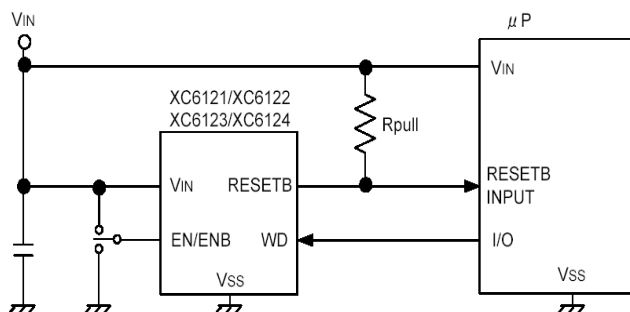 VIN
μP
VIN
XC6121/XC6122
XC6123/XC6124
Rpull
VIN
RESETB
RESETB
INPUT
EN/ENB
WD
I/O
VSS
VSS